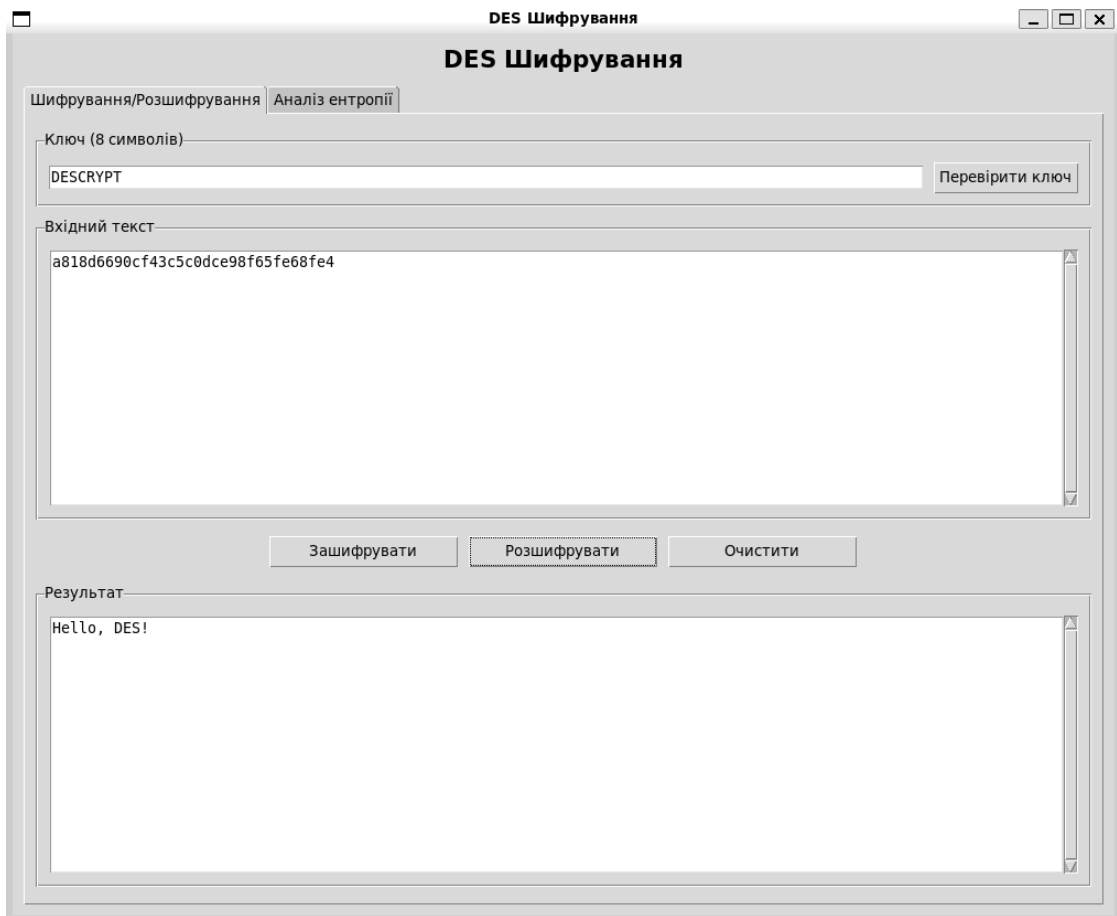 DES Шифрування
DES Шифрування
Шифрування/Розшифрування Аналіз ентропії
Ключ (8 символів)
DESCRYPT Перевірити ключ
Вхідний текст
a818d6690cf43c5c0dce98f65fe68fe4
Зашифрувати Розшифрувати Очистити
Результат
Hello, DES!